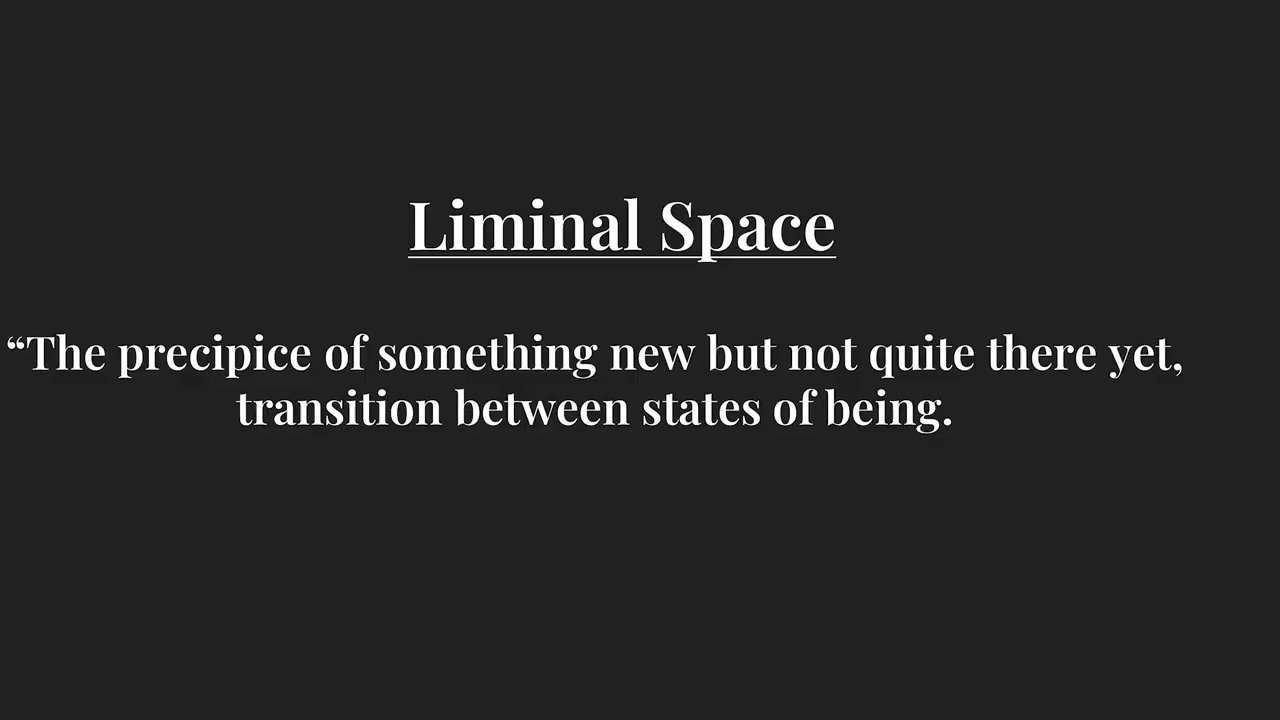 Liminal Space
“The precipice of something new but not quite there yet,
transition between states of being.